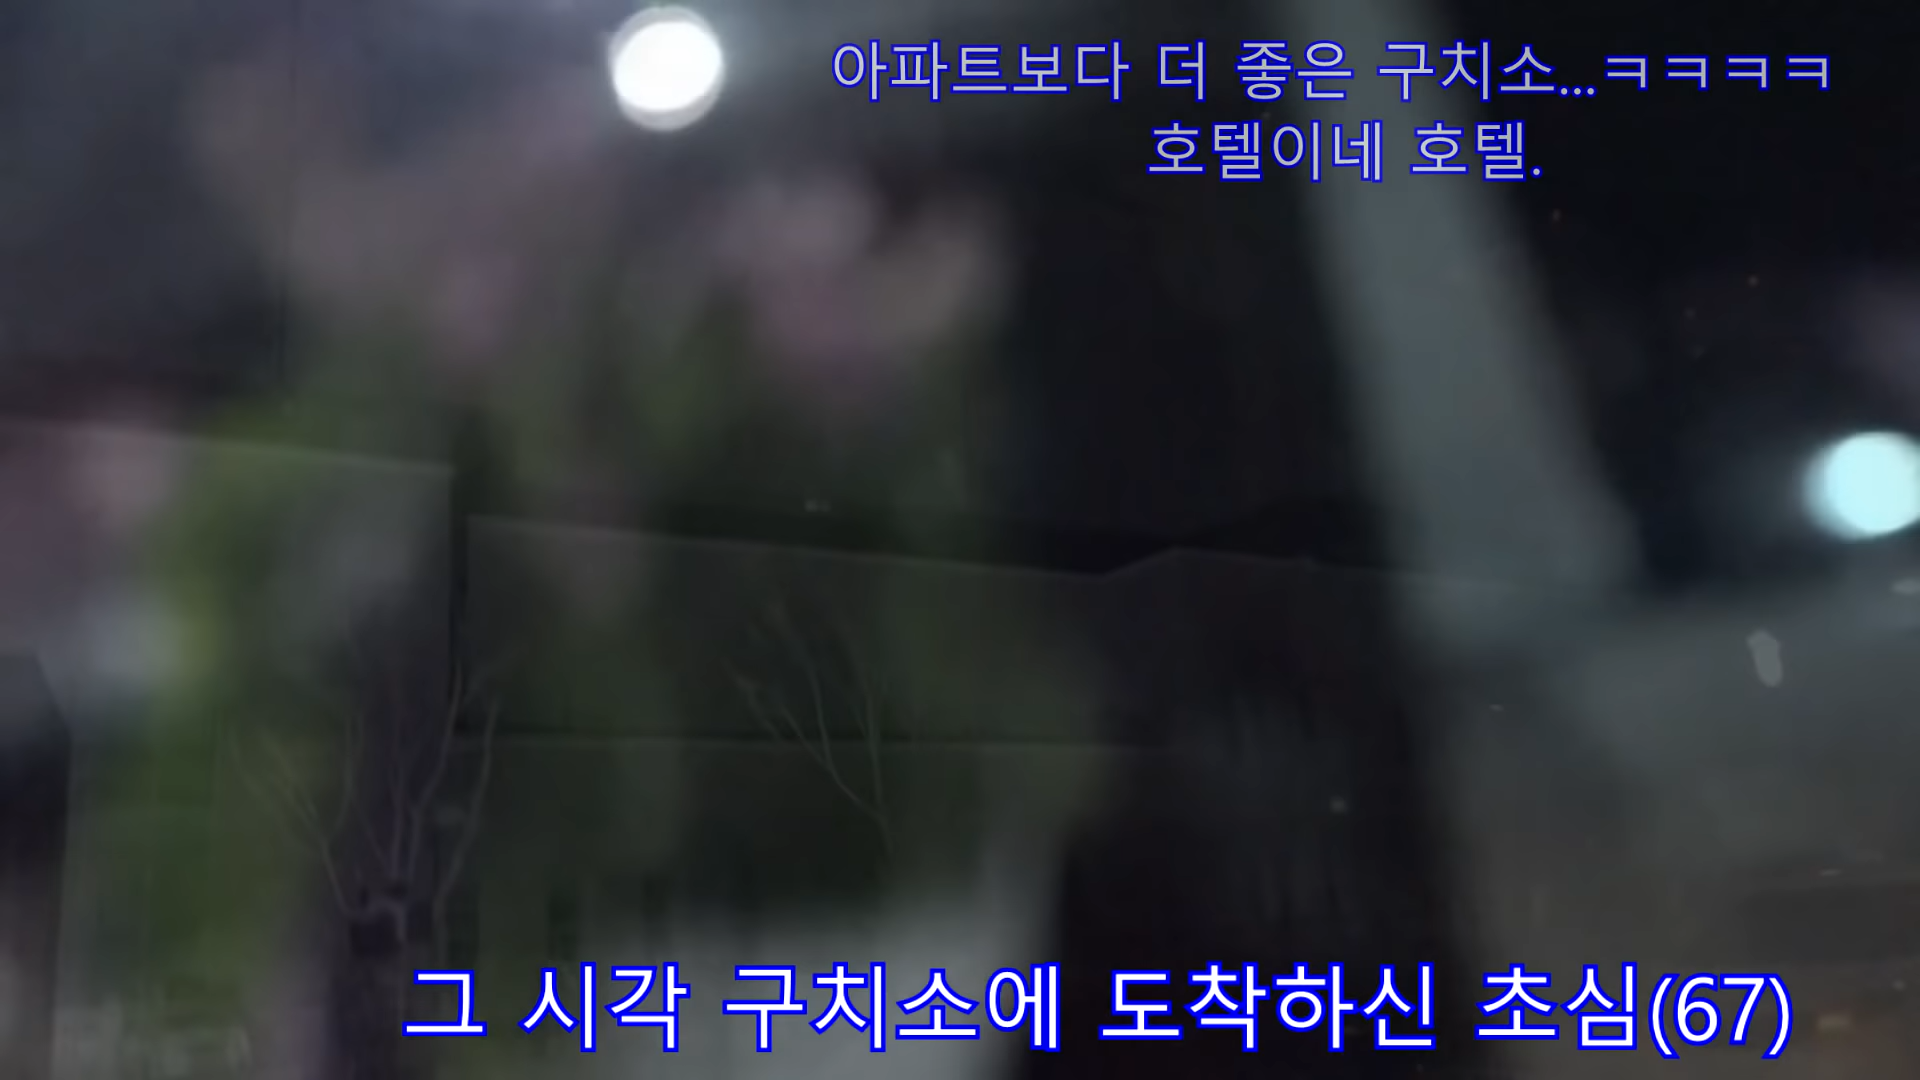 아파트보다 더 좋은 구치소...ㅋㅋㅋㅋ
호텔이네 호텔.
그 시각 구치소에 도착하신 초심(67)